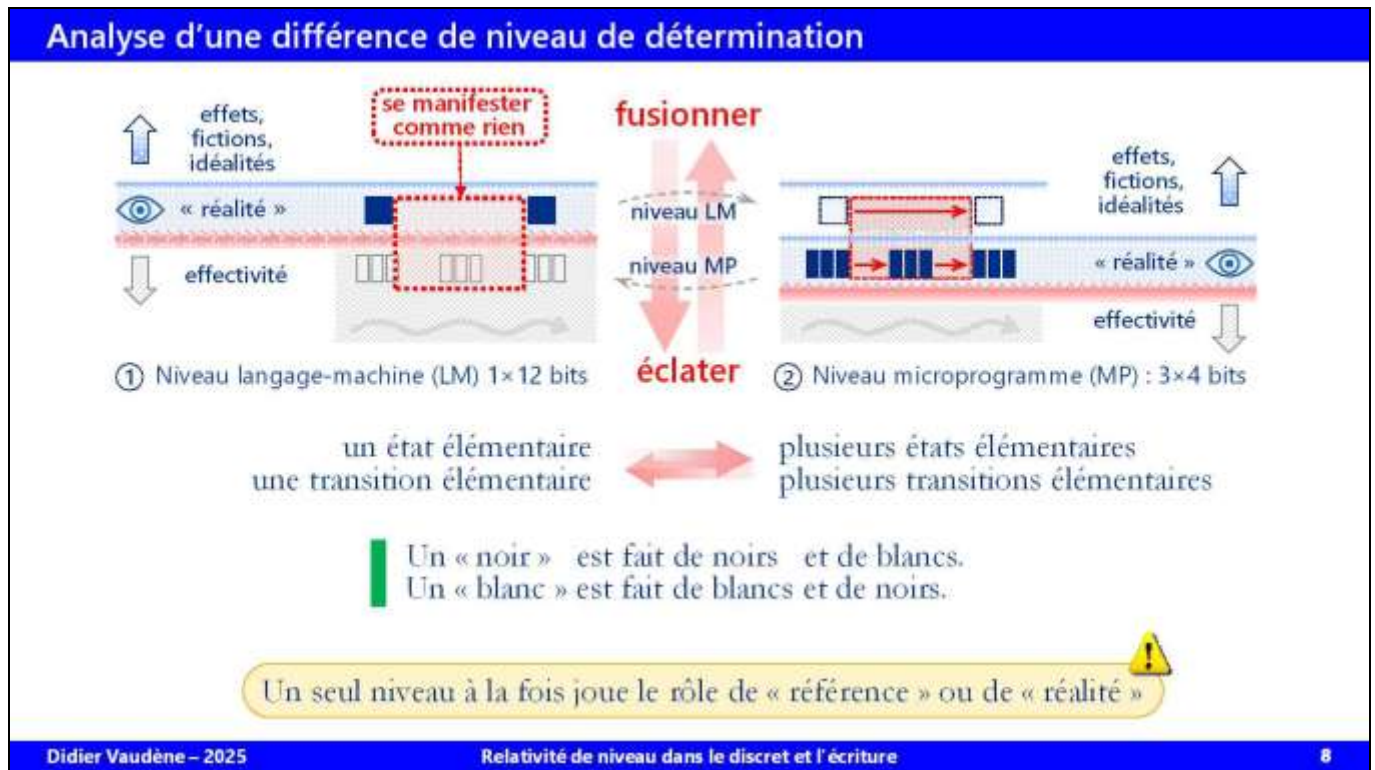 Analyse d’une différence de niveau de détermination
effets,
fictions,
idéalités
se manifester
comme rien
« réalité »
effectivité
① Niveau langage-machine (LM) 1×12 bits
fusionner
niveau LM
niveau MP
éclater
effets,
fictions,
idéalités
« réalité »
effectivité
② Niveau microprogramme (MP) : 3×4 bits
un état élémentaire
une transition élémentaire
plusieurs états élémentaires
plusieurs transitions élémentaires
Un « noir » est fait de noirs et de blancs.
Un « blanc » est fait de blancs et de noirs.
!
Un seul niveau à la fois joue le rôle de « référence » ou de « réalité »
Didier Vaudène – 2025 Relativité de niveau dans le discret et l’écriture 8